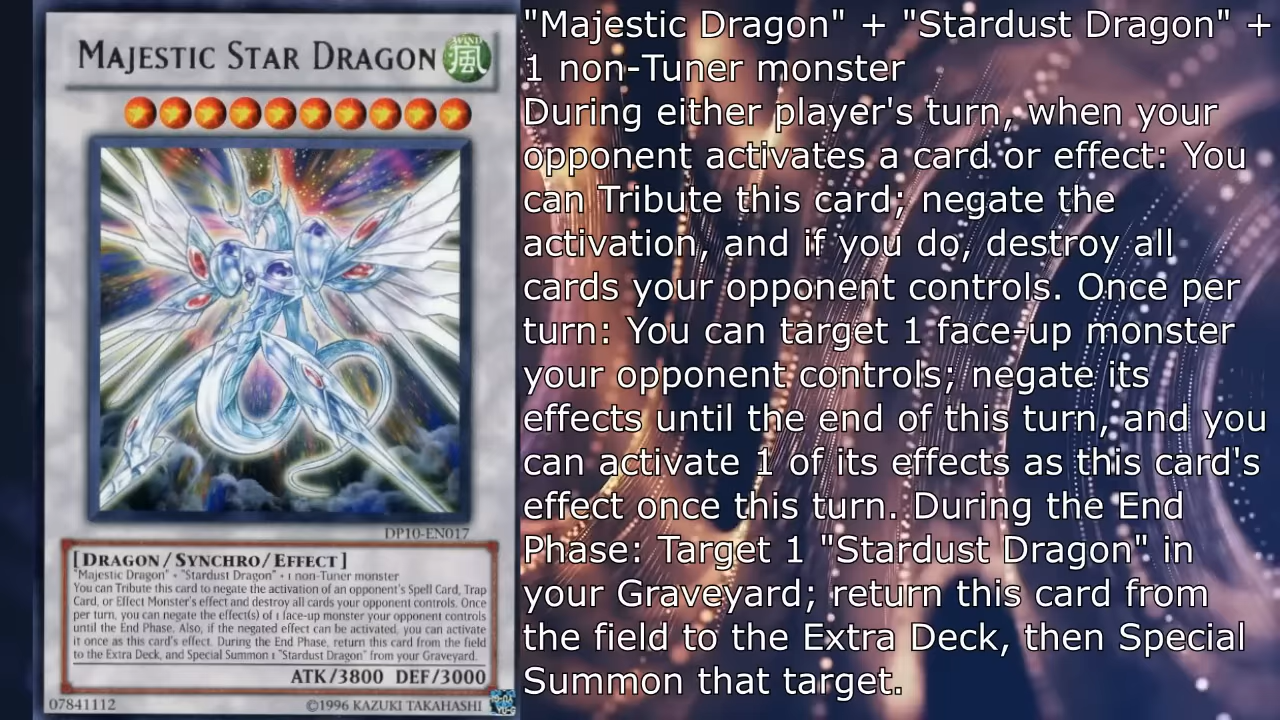 MAJESTIC STAR DRAGON
WIND
風
DP10-EN017
[DRAGON/SYNCHRO/EFFECT]
"Majestic Dragon" + "Stardust Dragon" + 1 non-Tuner monster
You can Tribute this card to negate the activation of an opponent's Spell Card, Trap
Card, or Effect Monster's effect and destroy all cards your opponent controls. Once
per turn, you can negate the effect(s) of 1 face-up monster your opponent controls
until the End Phase. Also, if the negated effect can be activated, you can activate
it once as this card's effect. During the End Phase, return this card from the field
to the Extra Deck, and Special Summon 1 "Stardust Dragon" from your Graveyard.
ATK/3800 DEF/3000
07841112
©1996 KAZUKI TAKAHASHI
"Majestic Dragon" + "Stardust Dragon" +
1 non-Tuner monster
During either player's turn, when your
opponent activates a card or effect: You
can Tribute this card; negate the
activation, and if you do, destroy all
cards your opponent controls. Once per
turn: You can target 1 face-up monster
your opponent controls; negate its
effects until the end of this turn, and you
can activate 1 of its effects as this card's
effect once this turn. During the End
Phase: Target 1 "Stardust Dragon" in
your Graveyard; return this card from
the field to the Extra Deck, then Special
Summon that target.